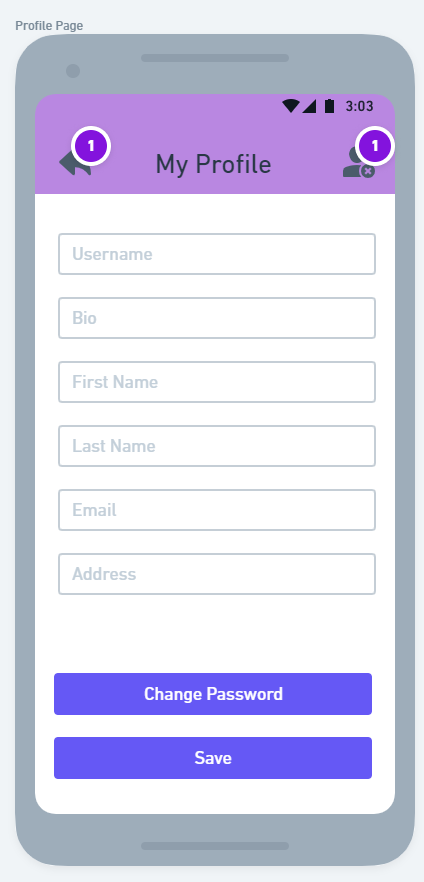 Profile Page
3:03
1
My Profile
1
Username
Bio
First Name
Last Name
Email
Address
Change Password
Save